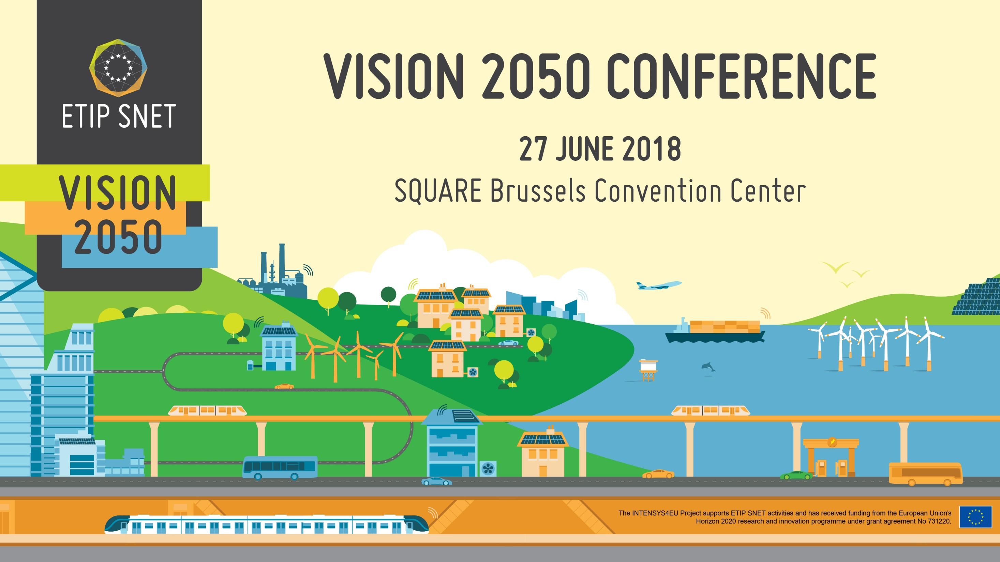 ETIP SNET
VISION
2050
VISION 2050 CONFERENCE
27 JUNE 2018
SQUARE Brussels Convention Center
The INTENSYS4EU Project supports ETIP SNET activities and has received funding from the European Union's
Horizon 2020 research and innovation programme under grant agreement No 731220.